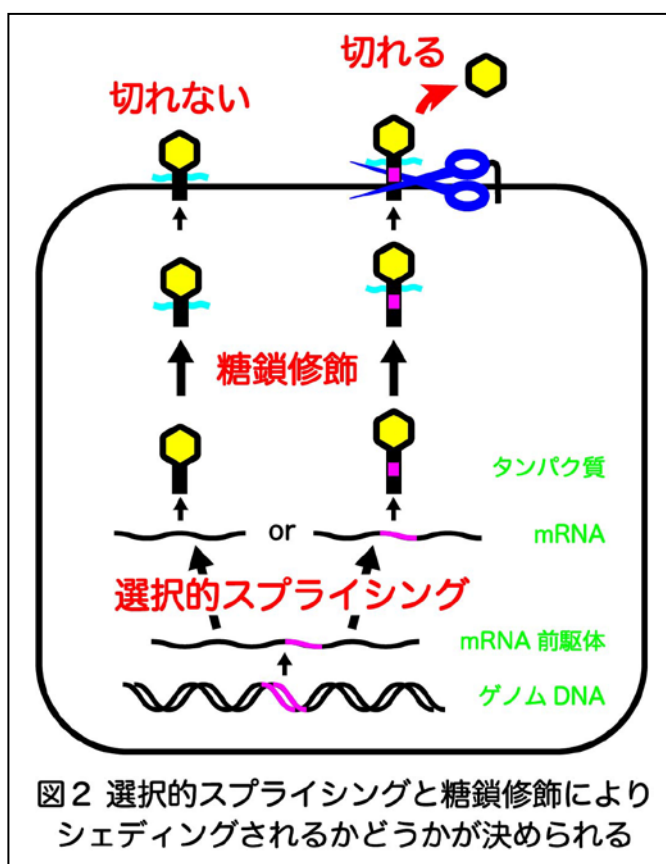 切れる
切れない
糖鎖修飾
タンパク質
or
mRNA
選択的スプライシング
mRNA 前駆体
ゲノム DNA
図2 選択的スプライシングと糖鎖修飾により
シェディングされるかどうかが決められる